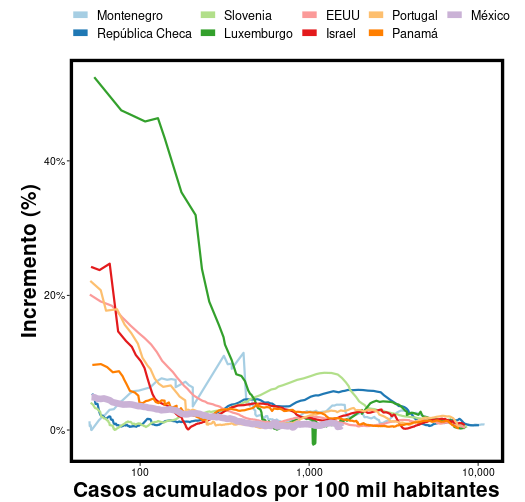 Montenegro Slovenia EEUU Portugal México
República Checa Luxemburgo Israel Panamá
Incremento (%)
40%
20%
0%
100 1,000 10,000
Casos acumulados por 100 mil habitantes